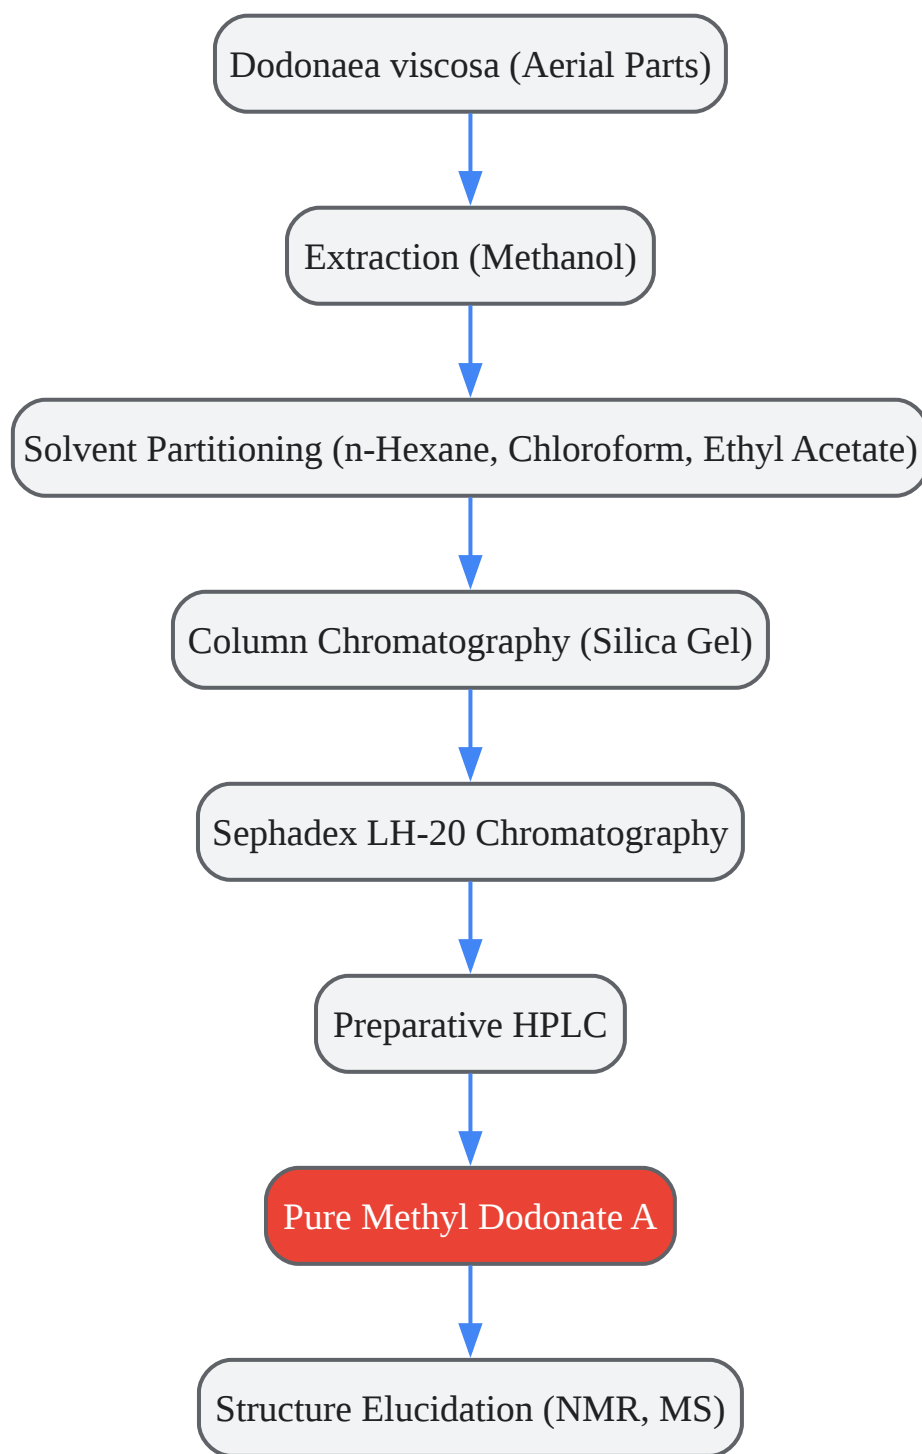 Dodonaea viscosa (Aerial Parts)
Extraction (Methanol)
Solvent Partitioning (n-Hexane, Chloroform, Ethyl Acetate)
Column Chromatography (Silica Gel)
Sephadex LH-20 Chromatography
Preparative HPLC
Pure Methyl Dodonate A
Structure Elucidation (NMR, MS)